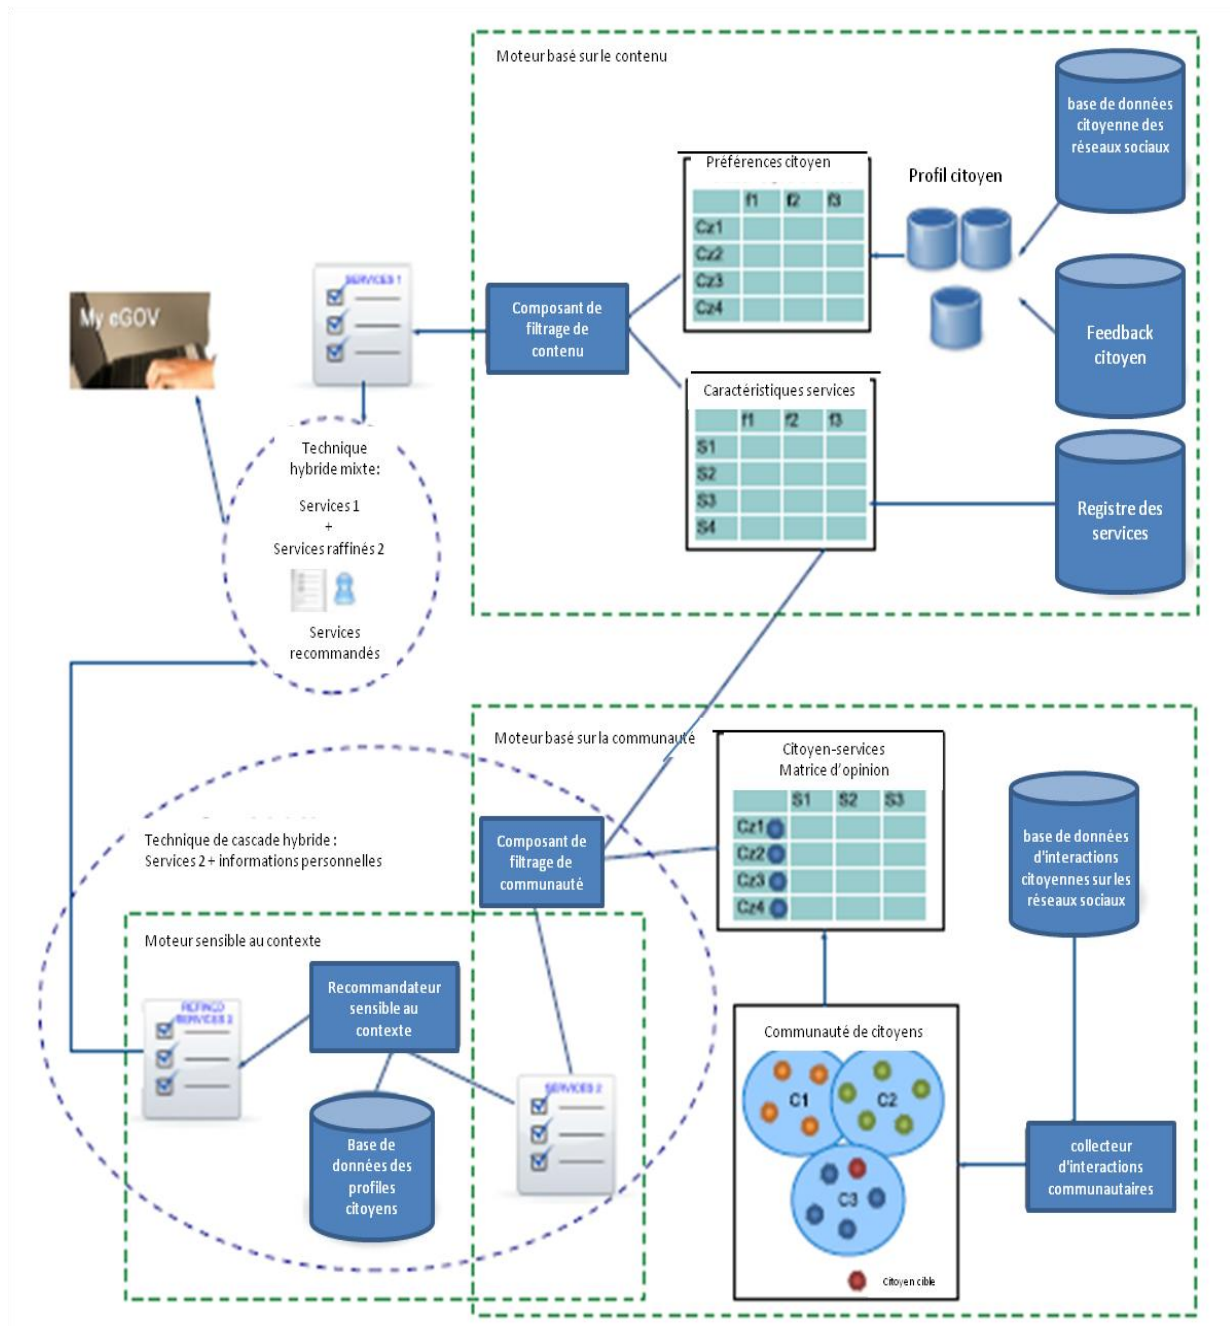 Moteur basé sur le contenu
base de données
citoyenne des
réseaux sociaux
Préférences citoyen
f1 f2 f3
Cz1
Cz2
Cz3
Cz4
Profil citoyen
SERVICES 1
My eGOV
Composant de
filtrage de
contenu
Feedback
citoyen
Caractéristiques services
f1 f2 f3
S1
S2
S3
S4
Registre des
services
Technique
hybride mixte:
Services 1
+
Services raffinés 2
Services
recommandés
Moteur basé sur la communauté
Citoyen-services
Matrice d'opinion
S1 S2 S3
Cz1
Cz2
Cz3
Cz4
base de données
d'interactions
citoyennes sur les
réseaux sociaux
Technique de cascade hybride :
Services 2 + informations personnelles
Composant de
filtrage de
communauté
Moteur sensible au contexte
Recommandateur
sensible au
contexte
REFINED
SERVICES 2
SERVICES 2
Base de
données des
profiles
citoyens
Communauté de citoyens
C1 C2
C3
Citoyen cible
collecteur
d'interactions
communautaires